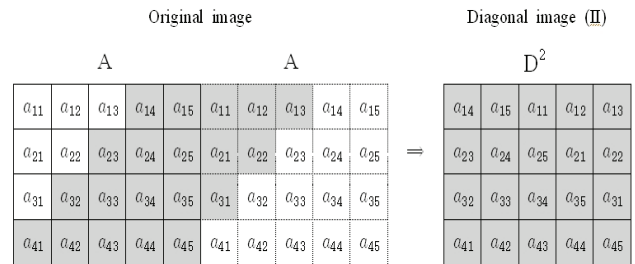 Original image Diagonal image (II)
A A D²
a₁₁ a₁₂ a₁₃ a₁₄ a₁₅ a₁₁ a₁₂ a₁₃ a₁₄ a₁₅ a₁₄ a₁₅ a₁₁ a₁₂ a₁₃
a₂₁ a₂₂ a₂₃ a₂₄ a₂₅ a₂₁ a₂₂ a₂₃ a₂₄ a₂₅ ⇒ a₂₃ a₂₄ a₂₅ a₂₁ a₂₂
a₃₁ a₃₂ a₃₃ a₃₄ a₃₅ a₃₁ a₃₂ a₃₃ a₃₄ a₃₅ a₃₂ a₃₃ a₃₄ a₃₅ a₃₁
a₄₁ a₄₂ a₄₃ a₄₄ a₄₅ a₄₁ a₄₂ a₄₃ a₄₄ a₄₅ a₄₁ a₄₂ a₄₃ a₄₄ a₄₅